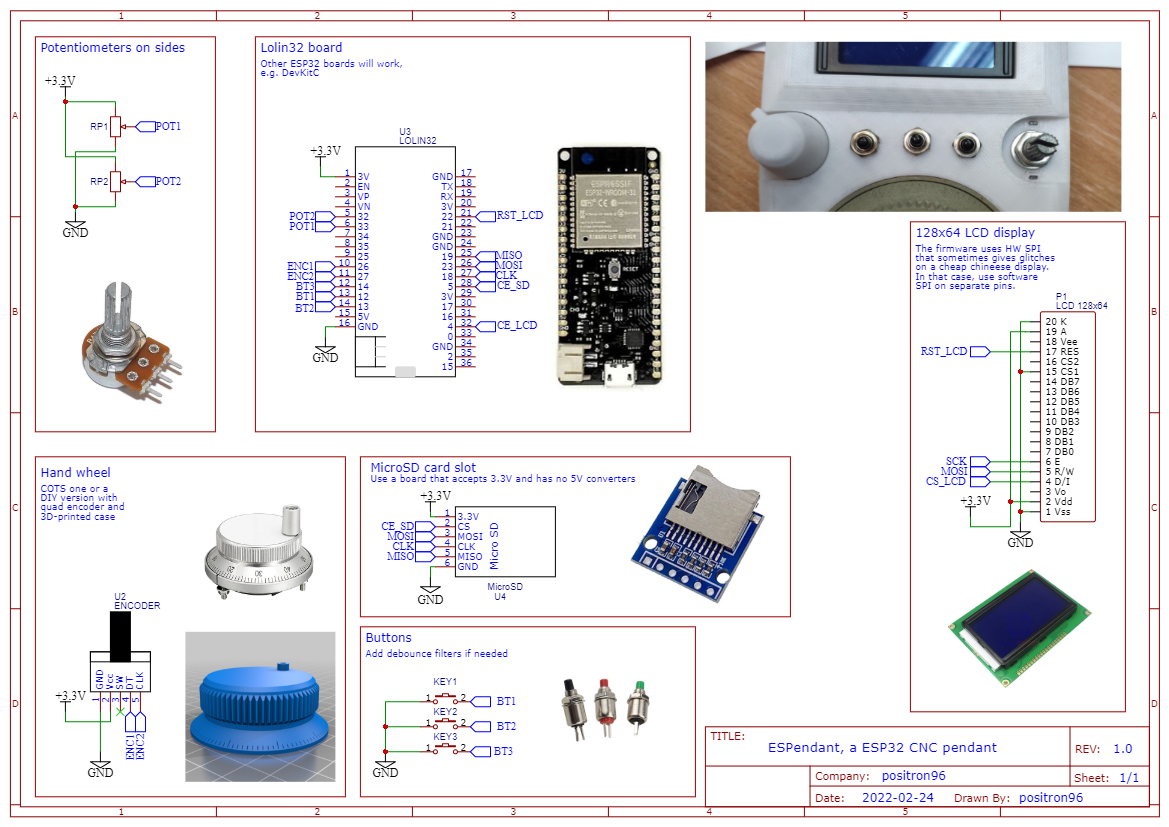 1
2
3
4
5
A
B
C
D
A
B
C
D
1
2
3
4
5
Potentiometers on sides
+3.3V
RP1
POT1
RP2
POT2
GND
Lolin32 board
Other ESP32 boards will work,
e.g. DevKitC
U3
LOLIN32
+3.3V
1 3V
2 EN
3 VP
4 VN
POT2 5 32
POT1 6 33
7 34
8 35
9 25
ENC1 10 26
ENC2 11 27
BT3 12 14
BT1 13 12
BT2 14 13
15 5V
16 GND
GND
GND 17
TX 18
RX 19
3V 20
22 21 RST_LCD
21 22
GND 23
GND 24
19 25 MISO
23 26 MOSI
18 27 CLK
5 28 CE_SD
3V 29
17 30
16 31
4 32 CE_LCD
0 33
GND 34
2 35
15 36
ESPRESSIF
ESP32-WROOM-32
RESET
128x64 LCD display
The firmware uses HW SPI
that sometimes gives glitches
on a cheap chineese display.
In that case, use software
SPI on separate pins.
P1
LCD 128x64
20 K
19 A
18 Vee
RST_LCD 17 RES
16 CS2
15 CS1
14 DB7
13 DB6
12 DB5
11 DB4
10 DB3
9 DB2
8 DB1
7 DB0
SCK 6 E
MOSI 5 R/W
CS_LCD 4 D/I
3 Vo
+3.3V 2 Vdd
1 Vss
GND
Hand wheel
COTS one or a
DIY version with
quad encoder and
3D-printed case
20
30
40
U2
ENCODER
GND
Vcc
SW
DT
CLK
1
2
3
4
5
+3.3V
ENC1
ENC2
GND
MicroSD card slot
Use a board that accepts 3.3V and has no 5V converters
+3.3V
1 3.3V
CE_SD 2 CS
MOSI 3 MOSI
CLK 4 CLK
MISO 5 MISO
6 GND
Micro SD
GND
MicroSD
U4
Buttons
Add debounce filters if needed
KEY1
1 2 BT1
KEY2
1 2 BT2
KEY3
1 2 BT3
GND
TITLE:
ESPendant, a ESP32 CNC pendant
REV: 1.0
Company: positron96
Sheet: 1/1
Date: 2022-02-24 Drawn By: positron96